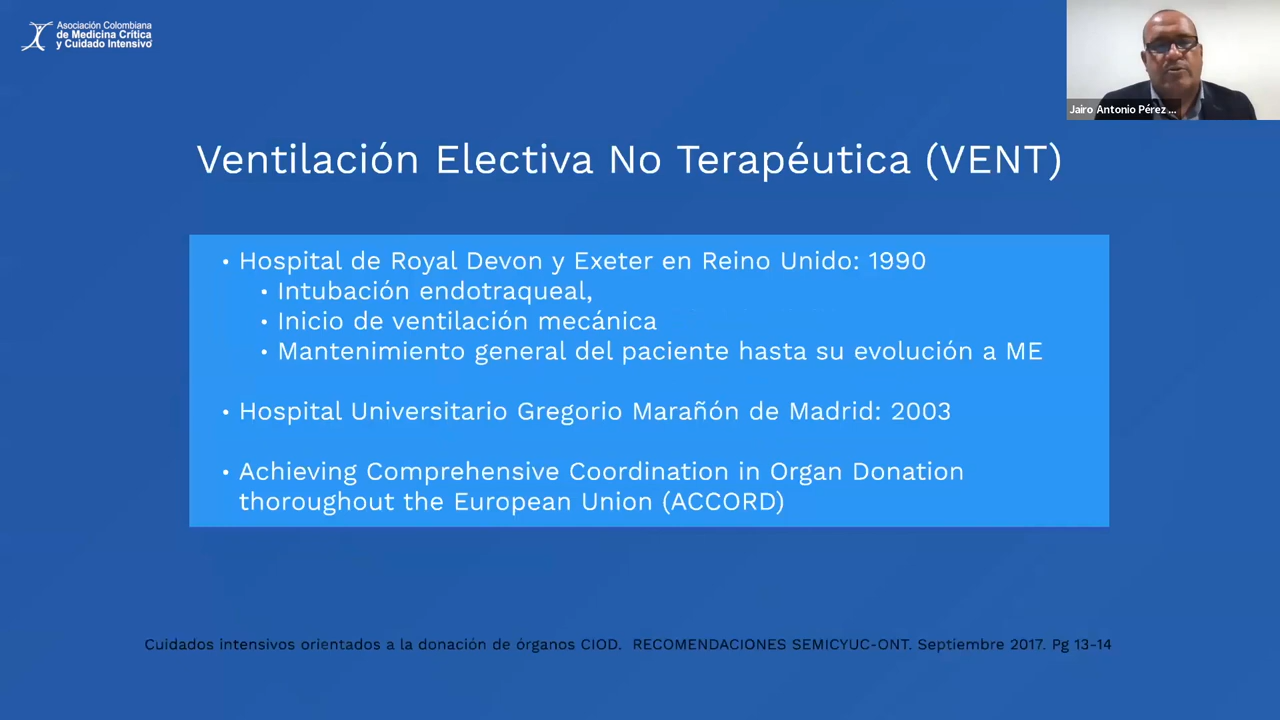 Asociación Colombiana
de Medicina Crítica
y Cuidado Intensivo
Jairo Antonio Pérez ...
Ventilación Electiva No Terapéutica (VENT)
• Hospital de Royal Devon y Exeter en Reino Unido: 1990
• Intubación endotraqueal,
• Inicio de ventilación mecánica
• Mantenimiento general del paciente hasta su evolución a ME
• Hospital Universitario Gregorio Marañón de Madrid: 2003
• Achieving Comprehensive Coordination in Organ Donation
thoroughout the European Union (ACCORD)
Cuidados intensivos orientados a la donación de órganos CIOD. RECOMENDACIONES SEMICYUC-ONT. Septiembre 2017. Pg 13-14